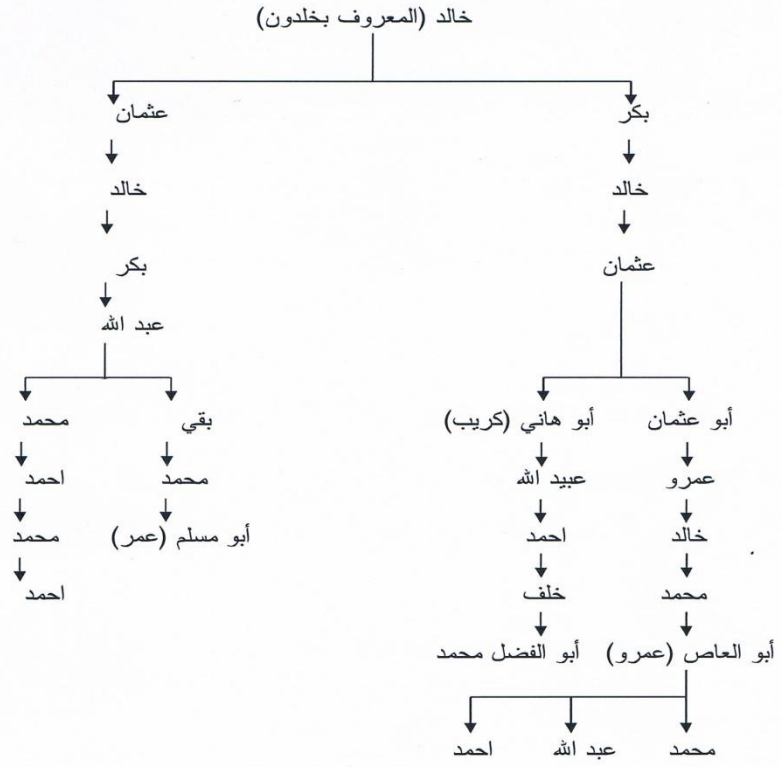 خالد (المعروف بخلدون)
بكر عثمان
خالد خالد
عثمان بكر
عبد الله
أبو عثمان أبو هاني (كريب) بقي محمد
عمرو عبيد الله محمد احمد
خالد احمد أبو مسلم (عمر) محمد
محمد خلف احمد
أبو العاص (عمرو) أبو الفضل محمد
محمد عبد الله احمد